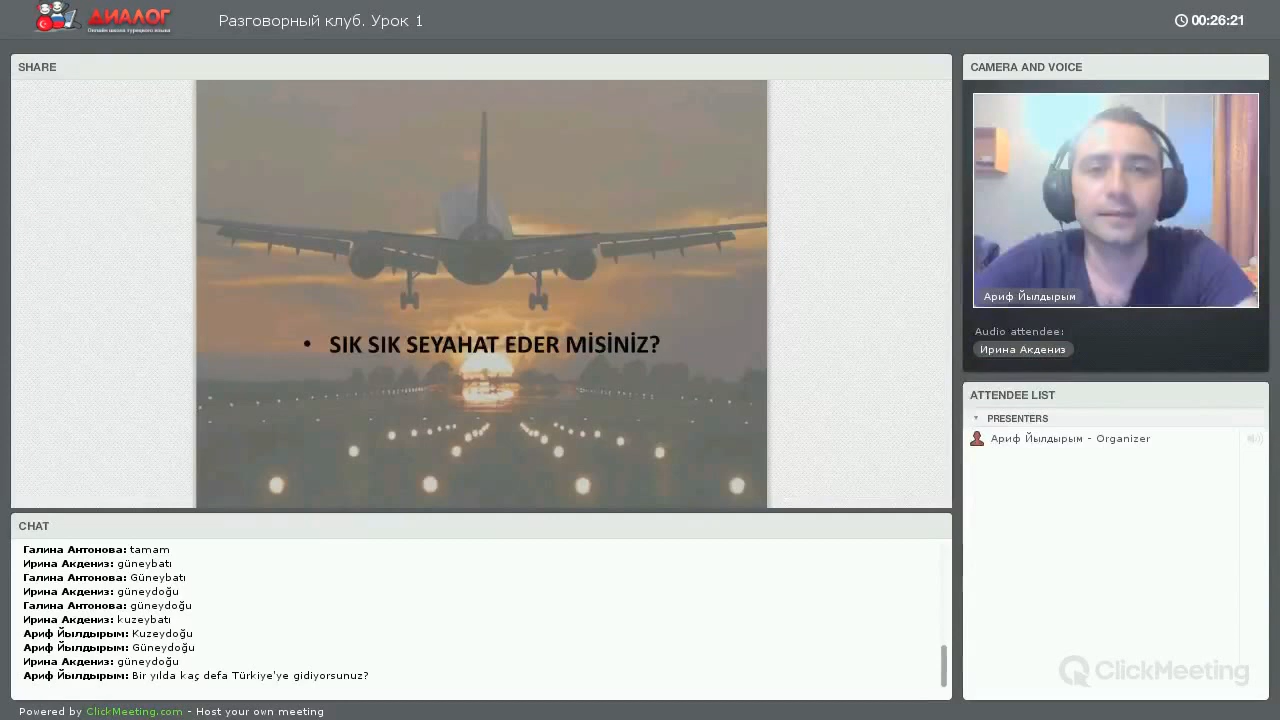 ДИАЛОГ
Онлайн школа турецкого языка
Разговорный клуб. Урок 1
00:26:21
SHARE
• SIK SIK SEYAHAT EDER MİSİNİZ?
CAMERA AND VOICE
Ариф Йылдырым
Audio attendee:
Ирина Акдениз
ATTENDEE LIST
PRESENTERS
Ариф Йылдырым - Organizer
CHAT
Галина Антонова: tamam
Ирина Акдениз: güneybatı
Галина Антонова: Güneybatı
Ирина Акдениз: güneydoğu
Галина Антонова: güneydoğu
Ирина Акдениз: kuzeybatı
Ариф Йылдырым: Kuzeydoğu
Ариф Йылдырым: Güneydoğu
Ирина Акдениз: güneydoğu
Ариф Йылдырым: Bir yılda kaç defa Türkiye'ye gidiyorsunuz?
ClickMeeting
Powered by ClickMeeting.com - Host your own meeting